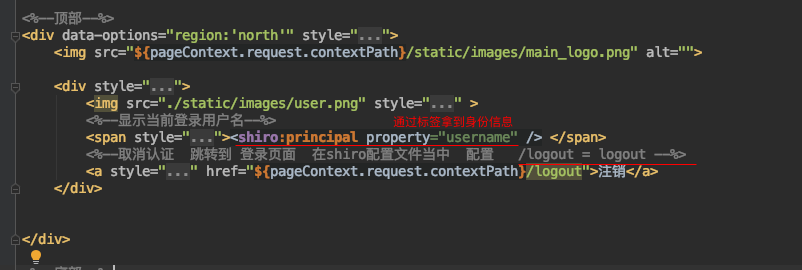 <%--顶部--%>
<div data-options="region:'north'" style="...">
<img src="${pageContext.request.contextPath}/static/images/main_logo.png" alt="">
<div style="...">
<img src="./static/images/user.png" style="..." >
<%--显示当前登录用户名--%> 通过标签拿到身份信息
<span style="..."><shiro:principal property="username" /> </span>
<%--取消认证 跳转到 登录页面 在shiro配置文件当中 配置 /logout = logout --%>
<a style="..." href="${pageContext.request.contextPath}/logout">注销</a>
</div>
</div>